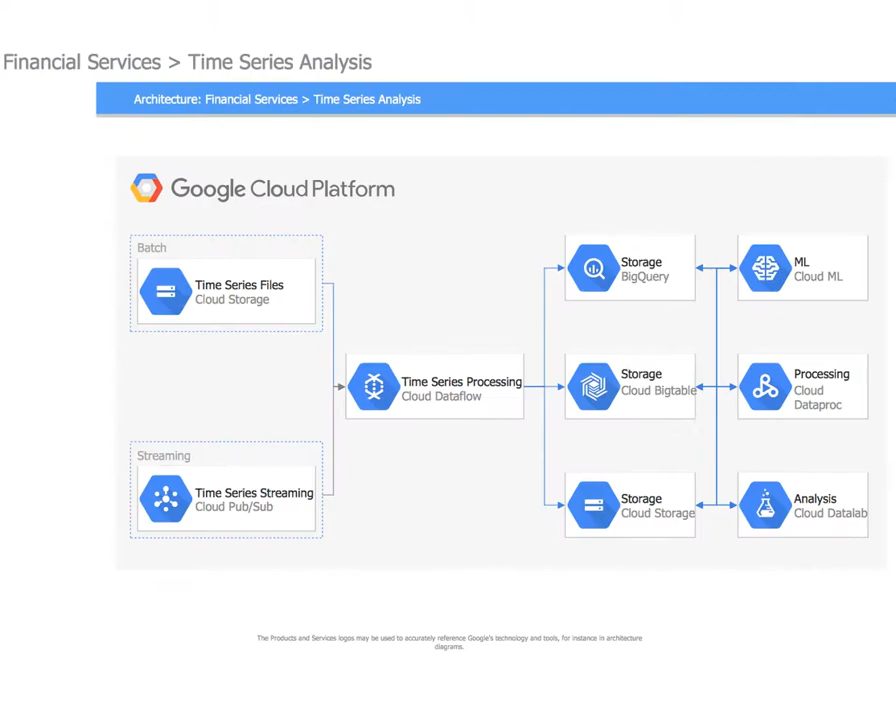 Financial Services > Time Series Analysis
Architecture: Financial Services > Time Series Analysis
Google Cloud Platform
Batch
Time Series Files
Cloud Storage
Streaming
Time Series Streaming
Cloud Pub/Sub
Time Series Processing
Cloud Dataflow
Storage
BigQuery
Storage
Cloud Bigtable
Storage
Cloud Storage
ML
Cloud ML
Processing
Cloud
Dataproc
Analysis
Cloud Datalab
The Products and Services logos may be used to accurately reference Google's technology and tools, for instance in architecture
diagrams.